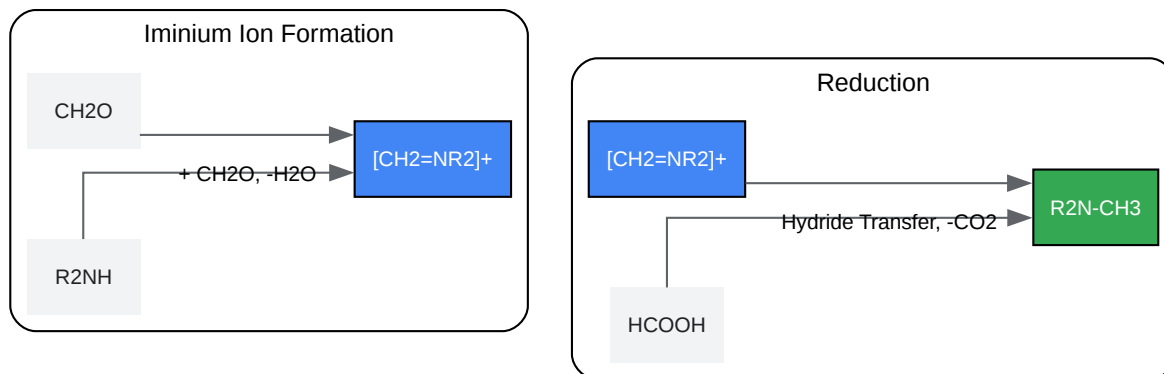 Iminium Ion Formation
CH2O
[CH2=NR2]+
+ CH2O, -H2O
R2NH
Reduction
[CH2=NR2]+
R2N-CH3
Hydride Transfer, -CO2
HCOOH